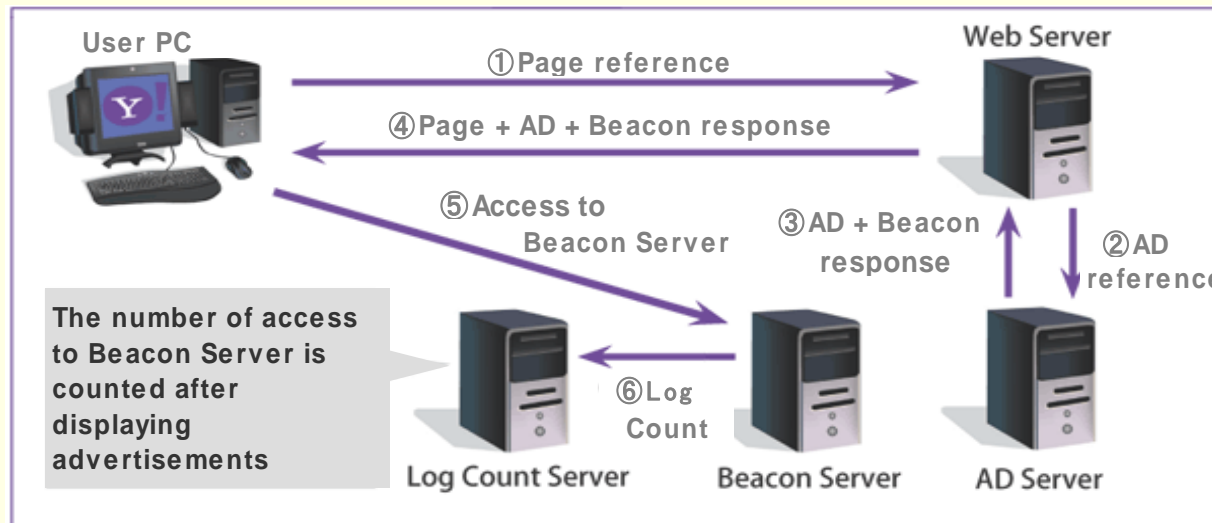 User PC
Web Server
①Page reference
④Page + AD + Beacon response
Y!
⑤Access to
Beacon Server
③AD + Beacon
response
②AD
reference
The number of access
to Beacon Server is
counted after
displaying
advertisements
⑥Log
Count
Log Count Server
Beacon Server
AD Server